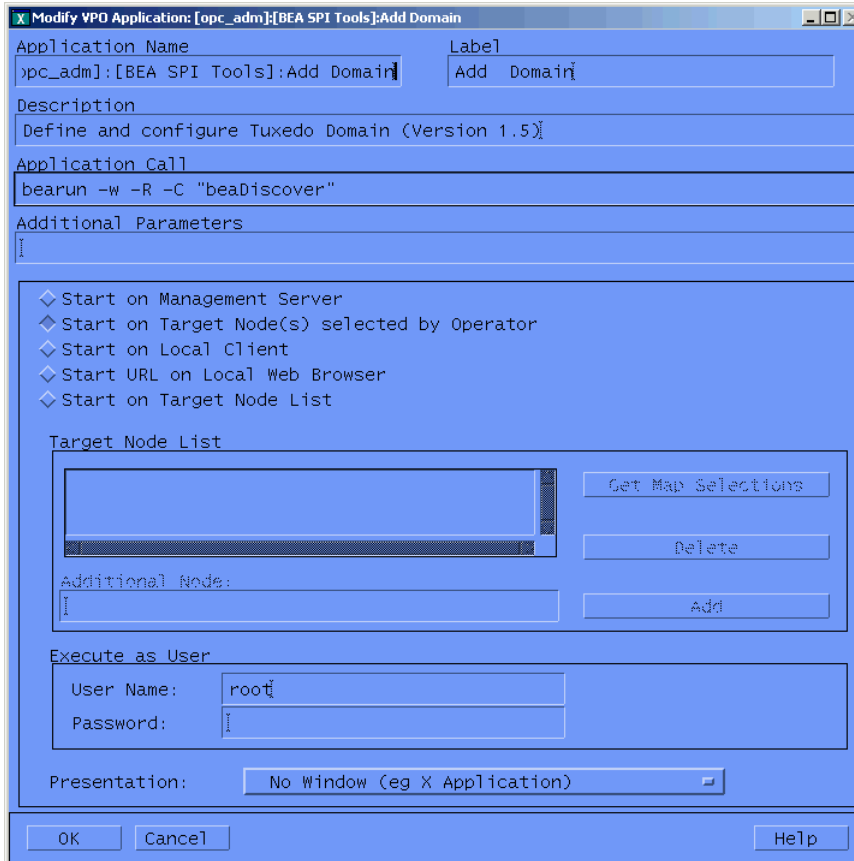 Modify VPO Application: [opc_adm]:[BEA SPI Tools]:Add Domain
Application Name
Label
opc_adm]:[BEA SPI Tools]:Add Domain
Add  Domain
Description
Define and configure Tuxedo Domain (Version 1.5)
Application Call
bearun -w -R -C "beaDiscover"
Additional Parameters
Start on Management Server
Start on Target Node(s) selected by Operator
Start on Local Client
Start URL on Local Web Browser
Start on Target Node List
Target Node List
Get Map Selections
Delete
Additional Node:
Add
Execute as User
User Name:
root
Password:
Presentation:
No Window (eg X Application)
OK
Cancel
Help